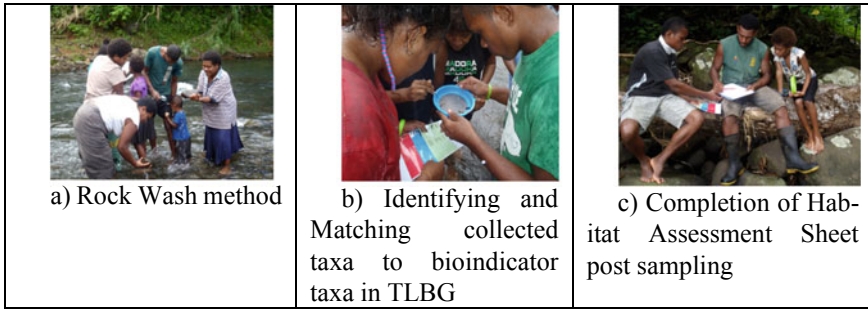 a) Rock Wash method
b) Identifying and
Matching collected
taxa to bioindicator
taxa in TLBG
c) Completion of Hab-
itat Assessment Sheet
post sampling